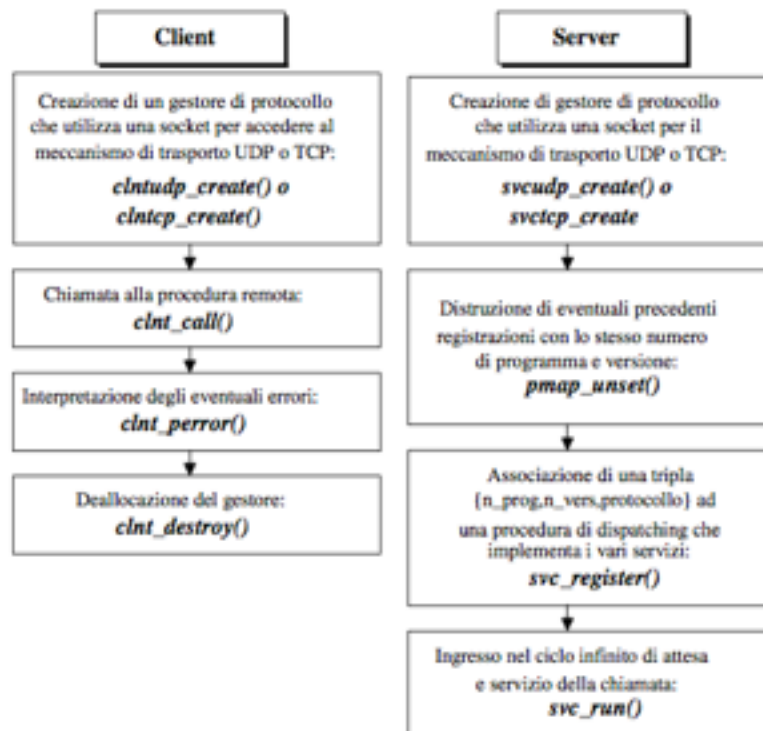 Client
Creazione di un gestore di protocollo
che utilizza una socket per accedere al
meccanismo di trasporto UDP o TCP:
clntudp_create() o
clnttcp_create()
Chiamata alla procedura remota:
clnt_call()
Interpretazione degli eventuali errori:
clnt_perror()
Deallocazione del gestore:
clnt_destroy()
Server
Creazione di gestore di protocollo
che utilizza una socket per il
meccanismo di trasporto UDP o TCP:
svcudp_create() o
svctcp_create
Distruzione di eventuali precedenti
registrazioni con lo stesso numero
di programma e versione:
pmap_unset()
Associazione di una tripla
{n_prog,n_vers,protocollo} ad
una procedura di dispatching che
implementa i vari servizi:
svc_register()
Ingresso nel ciclo infinito di attesa
e servizio della chiamata:
svc_run()